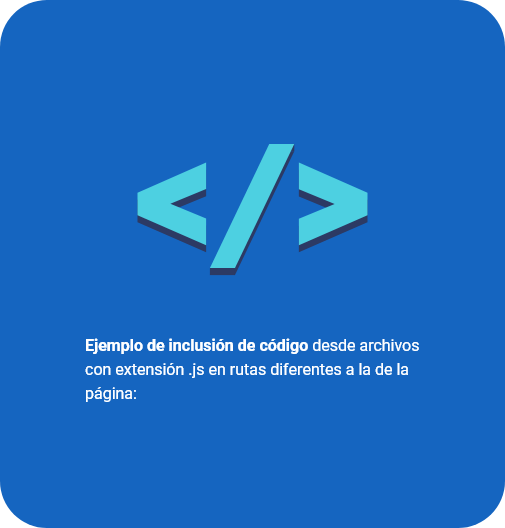 </>
Ejemplo de inclusión de código desde archivos
con extensión .js en rutas diferentes a la de la
página: